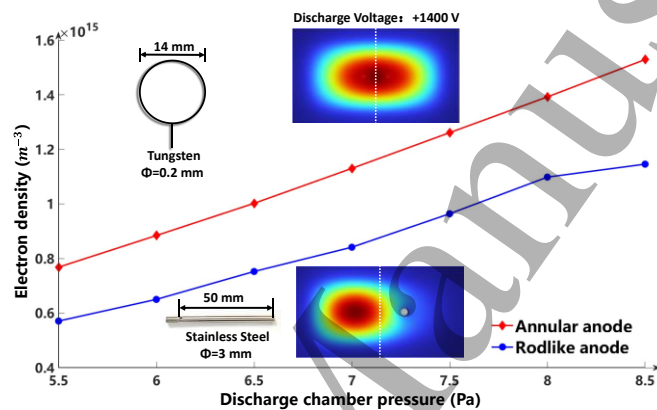 ×10¹⁵
Discharge Voltage: +1400 V
1.6
14 mm
1.4
Tungsten
Φ=0.2 mm
1.2
1
0.8
50 mm
0.6
Stainless Steel
Φ=3 mm
Annular anode
Rodlike anode
0.4
5.5 6 6.5 7 7.5 8 8.5
Discharge chamber pressure (Pa)
Electron density (m⁻³)